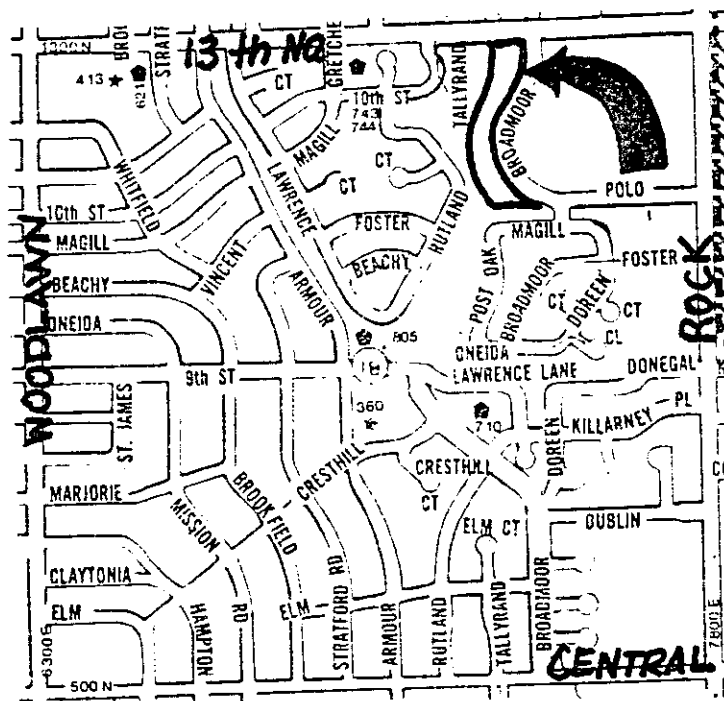 1300 N
BROO
STRATF
13th No
GRETCHE
413
621
CT
10th ST
743
744
TALLYRAND
BROADMOOR
MAGILL
CT
CT
WHITFIELD
LAWRENCE
RUTLAND
POLO
10th ST
MAGILL
VINCENT
FOSTER
MAGILL
BEACHY
BEACHY
ARMOUR
POST OAK
BROADMOOR
FOSTER
DOREEN
CT
CT
ROCK
WOODLAWN
ONEIDA
805
18
ONEIDA
CL
9th ST
LAWRENCE LANE
DONEGAL
ST. JAMES
360
710
KILLARNEY PL
CRESTHILL
CRESTHILL
CT
DOREEN
MARJORIE
MISSION
RD
BROOKFIELD
ELM CT
DUBLIN
CLAYTONIA
ELM
HAMPTON
ELM
STRATFORD RD
ARMOUR
RUTLAND
TALLYRAND
BROADMOOR
CENTRAL
6300 E
7800 E
500 N